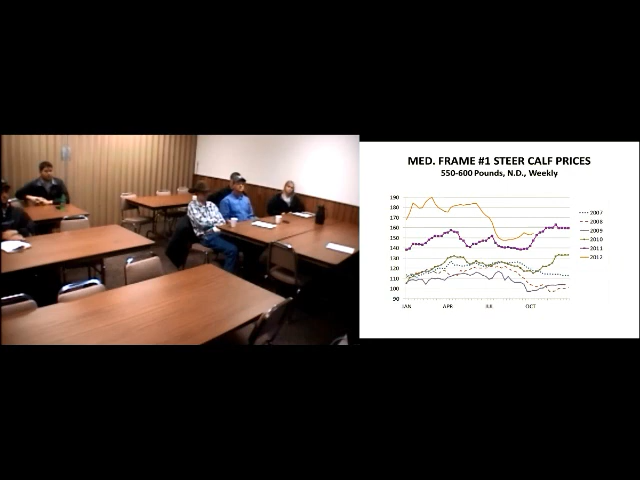 MED. FRAME #1 STEER CALF PRICES
550-600 Pounds, N.D., Weekly
190
180
170
160
150
140
130
120
110
100
90
JAN
APR
JUL
OCT
2007
2008
2009
2010
2011
2012